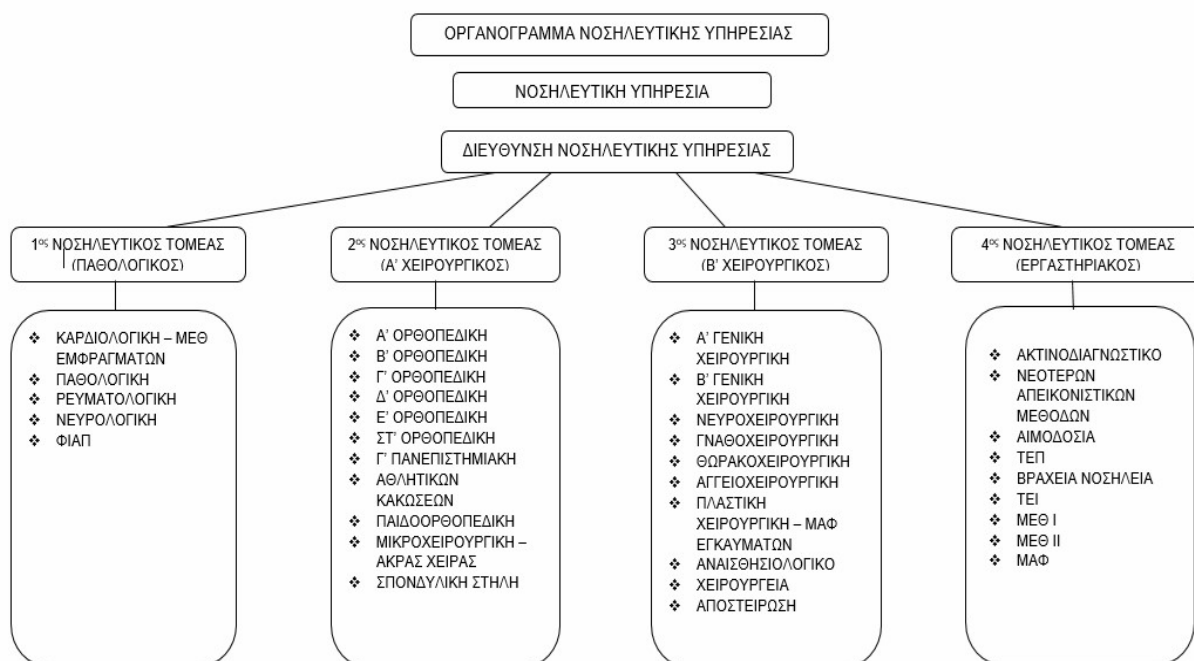 ΟΡΓΑΝΟΓΡΑΜΜΑ ΝΟΣΗΛΕΥΤΙΚΗΣ ΥΠΗΡΕΣΙΑΣ
ΝΟΣΗΛΕΥΤΙΚΗ ΥΠΗΡΕΣΙΑ
ΔΙΕΥΘΥΝΣΗ ΝΟΣΗΛΕΥΤΙΚΗΣ ΥΠΗΡΕΣΙΑΣ
1ος ΝΟΣΗΛΕΥΤΙΚΟΣ ΤΟΜΕΑΣ
(ΠΑΘΟΛΟΓΙΚΟΣ)
❖ ΚΑΡΔΙΟΛΟΓΙΚΗ – ΜΕΘ
ΕΜΦΡΑΓΜΑΤΩΝ
❖ ΠΑΘΟΛΟΓΙΚΗ
❖ ΡΕΥΜΑΤΟΛΟΓΙΚΗ
❖ ΝΕΥΡΟΛΟΓΙΚΗ
❖ ΦΙΑΠ
2ος ΝΟΣΗΛΕΥΤΙΚΟΣ ΤΟΜΕΑΣ
(Α' ΧΕΙΡΟΥΡΓΙΚΟΣ)
❖ Α' ΟΡΘΟΠΕΔΙΚΗ
❖ Β' ΟΡΘΟΠΕΔΙΚΗ
❖ Γ' ΟΡΘΟΠΕΔΙΚΗ
❖ Δ' ΟΡΘΟΠΕΔΙΚΗ
❖ Ε' ΟΡΘΟΠΕΔΙΚΗ
❖ ΣΤ' ΟΡΘΟΠΕΔΙΚΗ
❖ Γ' ΠΑΝΕΠΙΣΤΗΜΙΑΚΗ
❖ ΑΘΛΗΤΙΚΩΝ
ΚΑΚΩΣΕΩΝ
❖ ΠΑΙΔΟΟΡΘΟΠΕΔΙΚΗ
❖ ΜΙΚΡΟΧΕΙΡΟΥΡΓΙΚΗ –
ΑΚΡΑΣ ΧΕΙΡΑΣ
❖ ΣΠΟΝΔΥΛΙΚΗ ΣΤΗΛΗ
3ος ΝΟΣΗΛΕΥΤΙΚΟΣ ΤΟΜΕΑΣ
(Β' ΧΕΙΡΟΥΡΓΙΚΟΣ)
❖ Α' ΓΕΝΙΚΗ
ΧΕΙΡΟΥΡΓΙΚΗ
❖ Β' ΓΕΝΙΚΗ
ΧΕΙΡΟΥΡΓΙΚΗ
❖ ΝΕΥΡΟΧΕΙΡΟΥΡΓΙΚΗ
❖ ΓΝΑΘΟΧΕΙΡΟΥΡΓΙΚΗ
❖ ΘΩΡΑΚΟΧΕΙΡΟΥΡΓΙΚΗ
❖ ΑΓΓΕΙΟΧΕΙΡΟΥΡΓΙΚΗ
❖ ΠΛΑΣΤΙΚΗ
ΧΕΙΡΟΥΡΓΙΚΗ – ΜΑΦ
ΕΓΚΑΥΜΑΤΩΝ
❖ ΑΝΑΙΣΘΗΣΙΟΛΟΓΙΚΟ
❖ ΧΕΙΡΟΥΡΓΕΙΑ
❖ ΑΠΟΣΤΕΙΡΩΣΗ
4ος ΝΟΣΗΛΕΥΤΙΚΟΣ ΤΟΜΕΑΣ
(ΕΡΓΑΣΤΗΡΙΑΚΟΣ)
❖ ΑΚΤΙΝΟΔΙΑΓΝΩΣΤΙΚΟ
❖ ΝΕΟΤΕΡΩΝ
ΑΠΕΙΚΟΝΙΣΤΙΚΩΝ
ΜΕΘΟΔΩΝ
❖ ΑΙΜΟΔΟΣΙΑ
❖ ΤΕΠ
❖ ΒΡΑΧΕΙΑ ΝΟΣΗΛΕΙΑ
❖ ΤΕΙ
❖ ΜΕΘ Ι
❖ ΜΕΘ ΙΙ
❖ ΜΑΦ